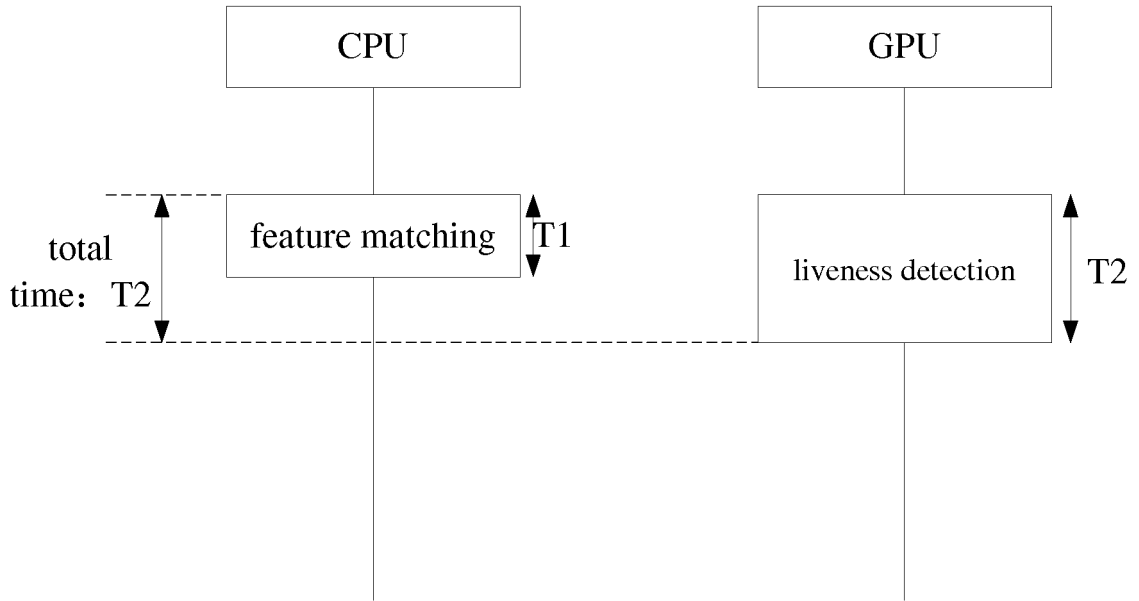 CPU
GPU
feature matching
T1
total
time：T2
liveness detection
T2